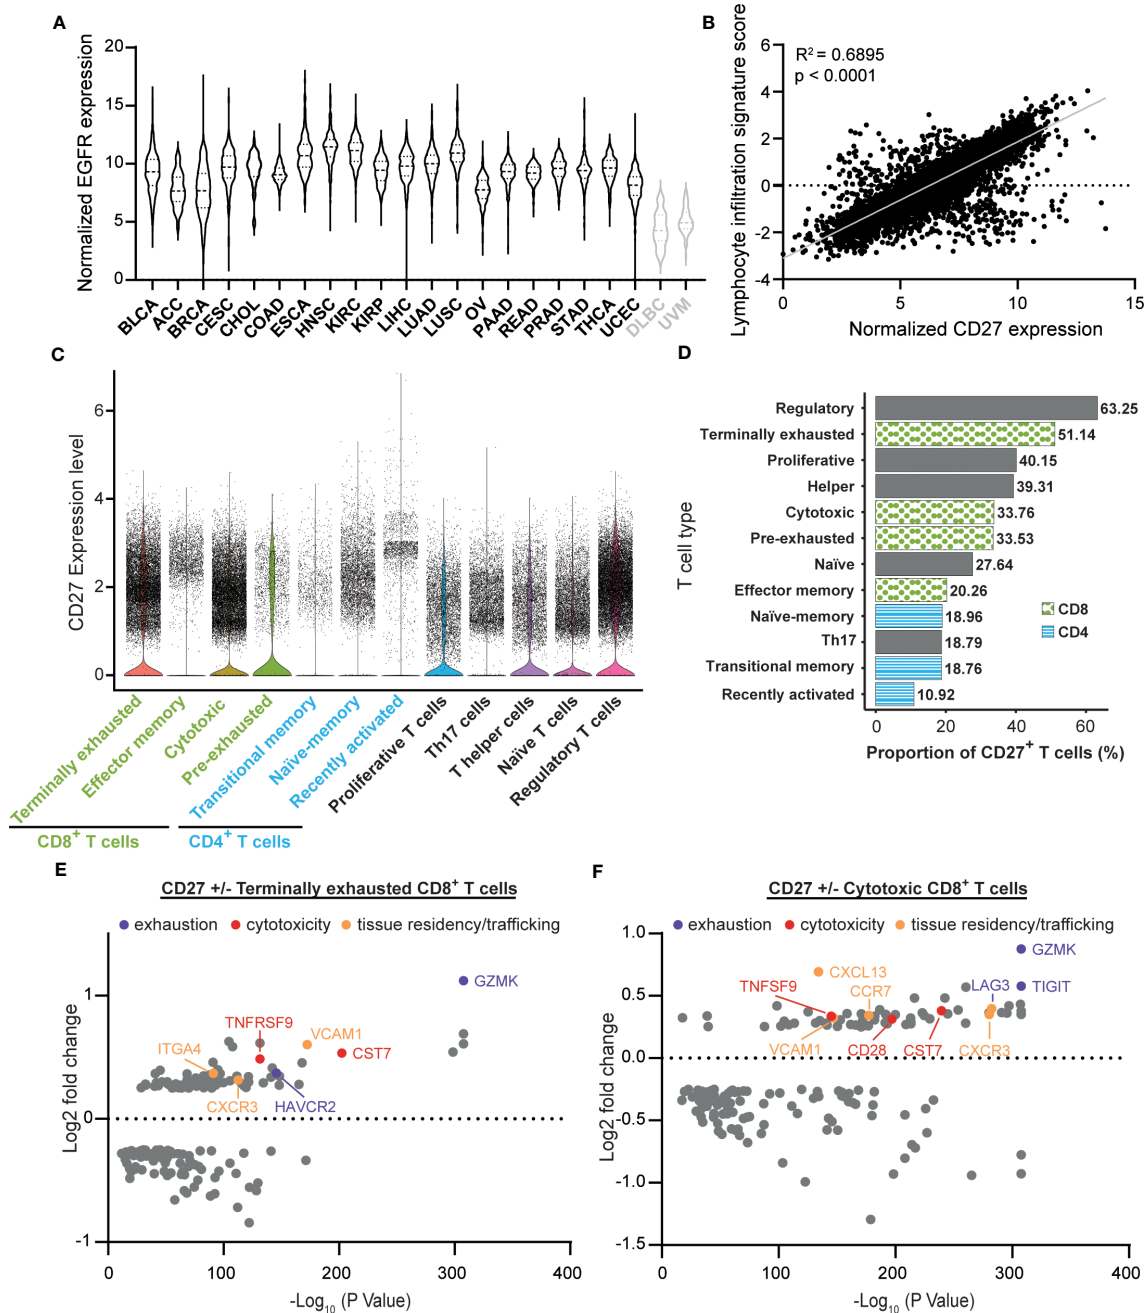 A
Normalized EGFR expression
20
15
10
5
0
BLCA
ACC
BRCA
CESC
CHOL
COAD
ESCA
HNSC
KIRC
KIRP
LIHC
LUAD
LUSC
OV
PAAD
READ
PRAD
STAD
THCA
UCEC
DLBC
UVM
B
Lymphocyte infiltration signature score
R² = 0.6895
p < 0.0001
6
4
2
0
-2
-4
0
5
10
15
Normalized CD27 expression
C
CD27 Expression level
6
4
2
0
Terminally exhausted
Effector memory
Cytotoxic
Pre-exhausted
Transitional memory
Naïve-memory
Recently activated
Proliferative T cells
Th17 cells
T helper cells
Naïve T cells
Regulatory T cells
CD8⁺ T cells
CD4⁺ T cells
D
T cell type
Regulatory 63.25
Terminally exhausted 51.14
Proliferative 40.15
Helper 39.31
Cytotoxic 33.76
Pre-exhausted 33.53
Naïve 27.64
Effector memory 20.26
Naïve-memory 18.96
Th17 18.79
Transitional memory 18.76
Recently activated 10.92
CD8
CD4
0 20 40 60
Proportion of CD27⁺ T cells (%)
E
CD27 +/- Terminally exhausted CD8⁺ T cells
exhaustion cytotoxicity tissue residency/trafficking
Log2 fold change
1
0
-1
GZMK
TNFRSF9
VCAM1
ITGA4
CST7
CXCR3
HAVCR2
0 100 200 300 400
-Log₁₀ (P Value)
F
CD27 +/- Cytotoxic CD8⁺ T cells
exhaustion cytotoxicity tissue residency/trafficking
Log2 fold change
1.0
0.5
0.0
-0.5
-1.0
-1.5
GZMK
CXCL13
TNFSF9
CCR7
LAG3
TIGIT
VCAM1
CD28
CST7
CXCR3
0 100 200 300 400
-Log₁₀ (P Value)